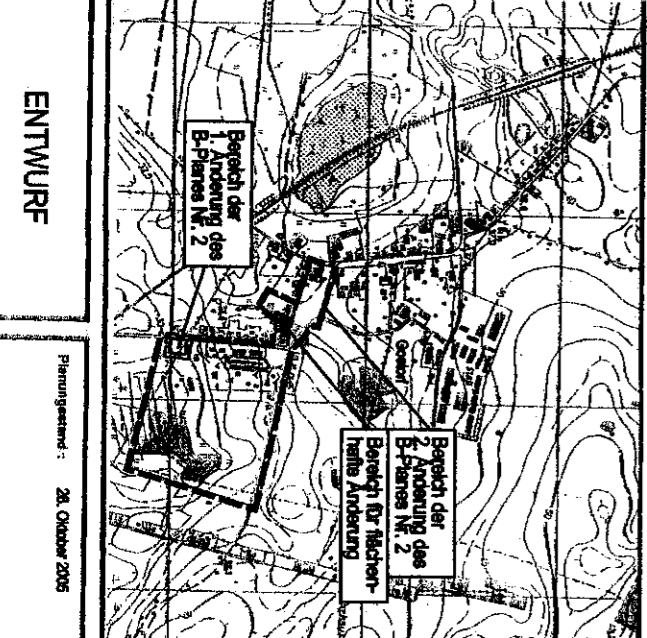 Bereich der
1. Änderung des
B-Planes Nr. 2
Bereich der
2. Änderung des
B-Planes Nr. 2
Bereich für flächen-
hafte Änderung
ENTWURF
Planungsstand : 26. Oktober 2005